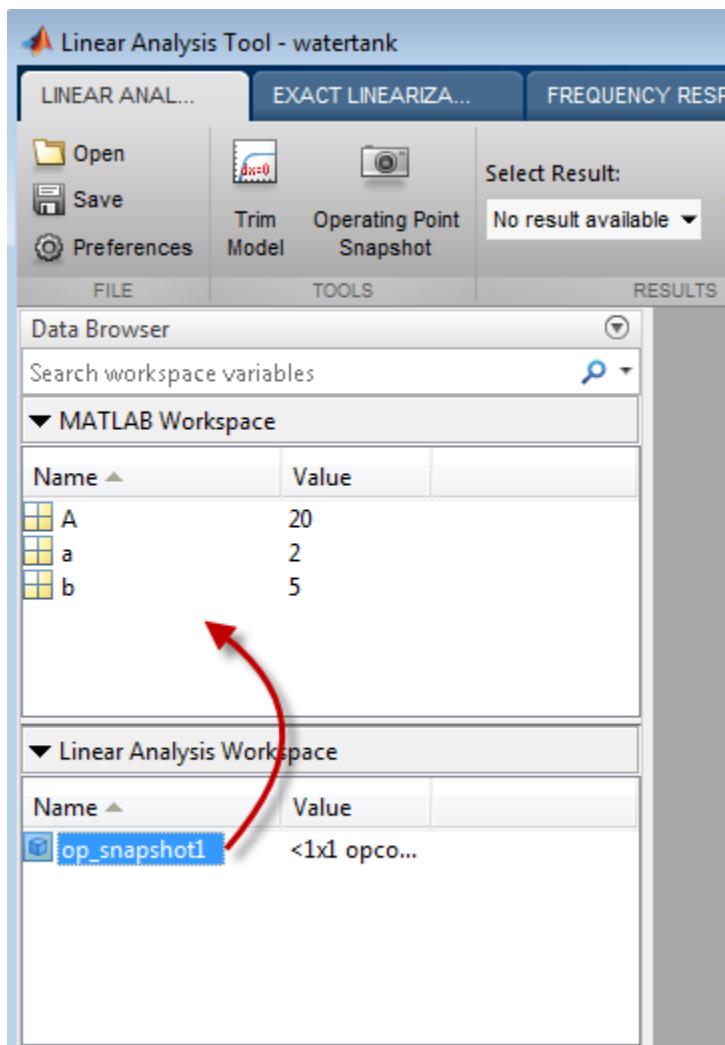 Linear Analysis Tool - watertank
LINEAR ANAL... EXACT LINEARIZA... FREQUENCY RESP
Open
Save
Preferences
dx=0
Trim Model
Operating Point Snapshot
Select Result:
No result available
FILE TOOLS RESULTS
Data Browser
Search workspace variables
MATLAB Workspace
Name Value
A 20
a 2
b 5
Linear Analysis Workspace
Name Value
op_snapshot1 <1x1 opco...